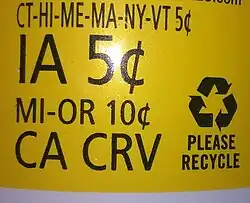 CT-HI-ME-MA-NY-VT 5¢
IA 5¢
MI-OR 10¢
CA CRV
PLEASE
RECYCLE